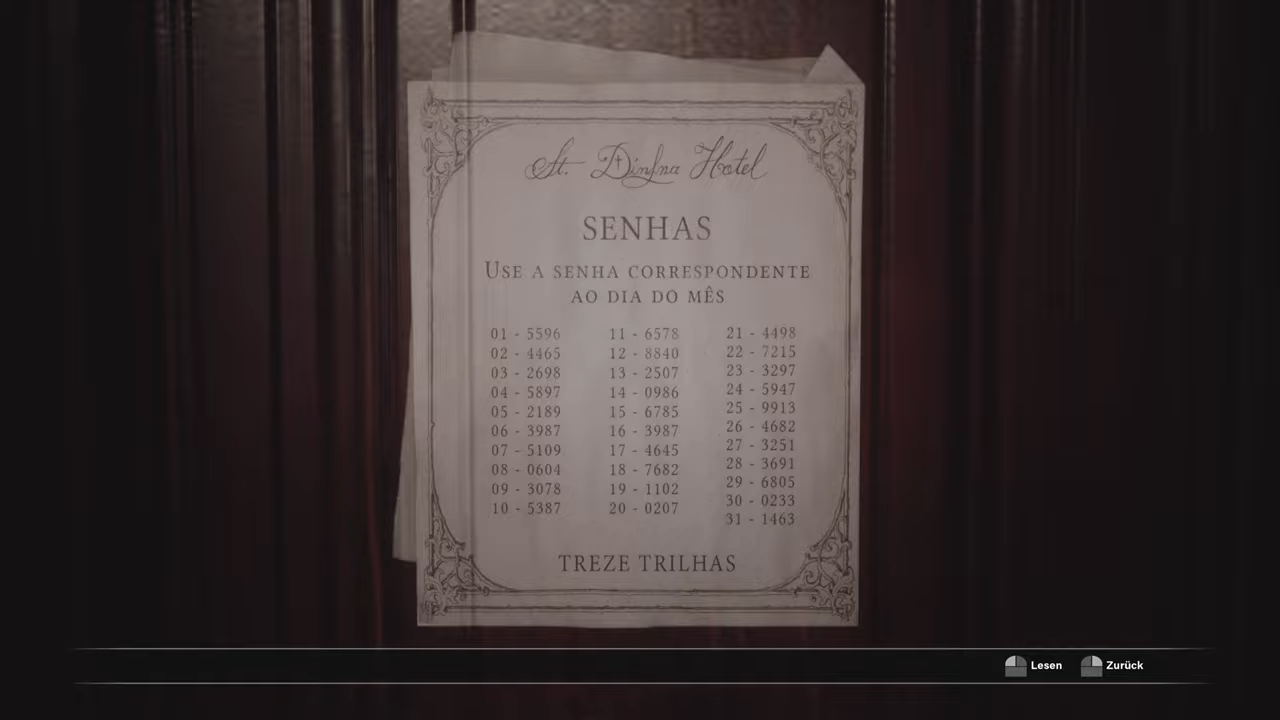 St. Dinfna Hotel
SENHAS
USE A SENHA CORRESPONDENTE
AO DIA DO MÊS
01 - 5596
02 - 4465
03 - 2698
04 - 5897
05 - 2189
06 - 3987
07 - 5109
08 - 0604
09 - 3078
10 - 5387
11 - 6578
12 - 8840
13 - 2507
14 - 0986
15 - 6785
16 - 3987
17 - 4645
18 - 7682
19 - 1102
20 - 0207
21 - 4498
22 - 7215
23 - 3297
24 - 5947
25 - 9913
26 - 4682
27 - 3251
28 - 3691
29 - 6805
30 - 0233
31 - 1463
TREZE TRILHAS
Lesen
Zurück